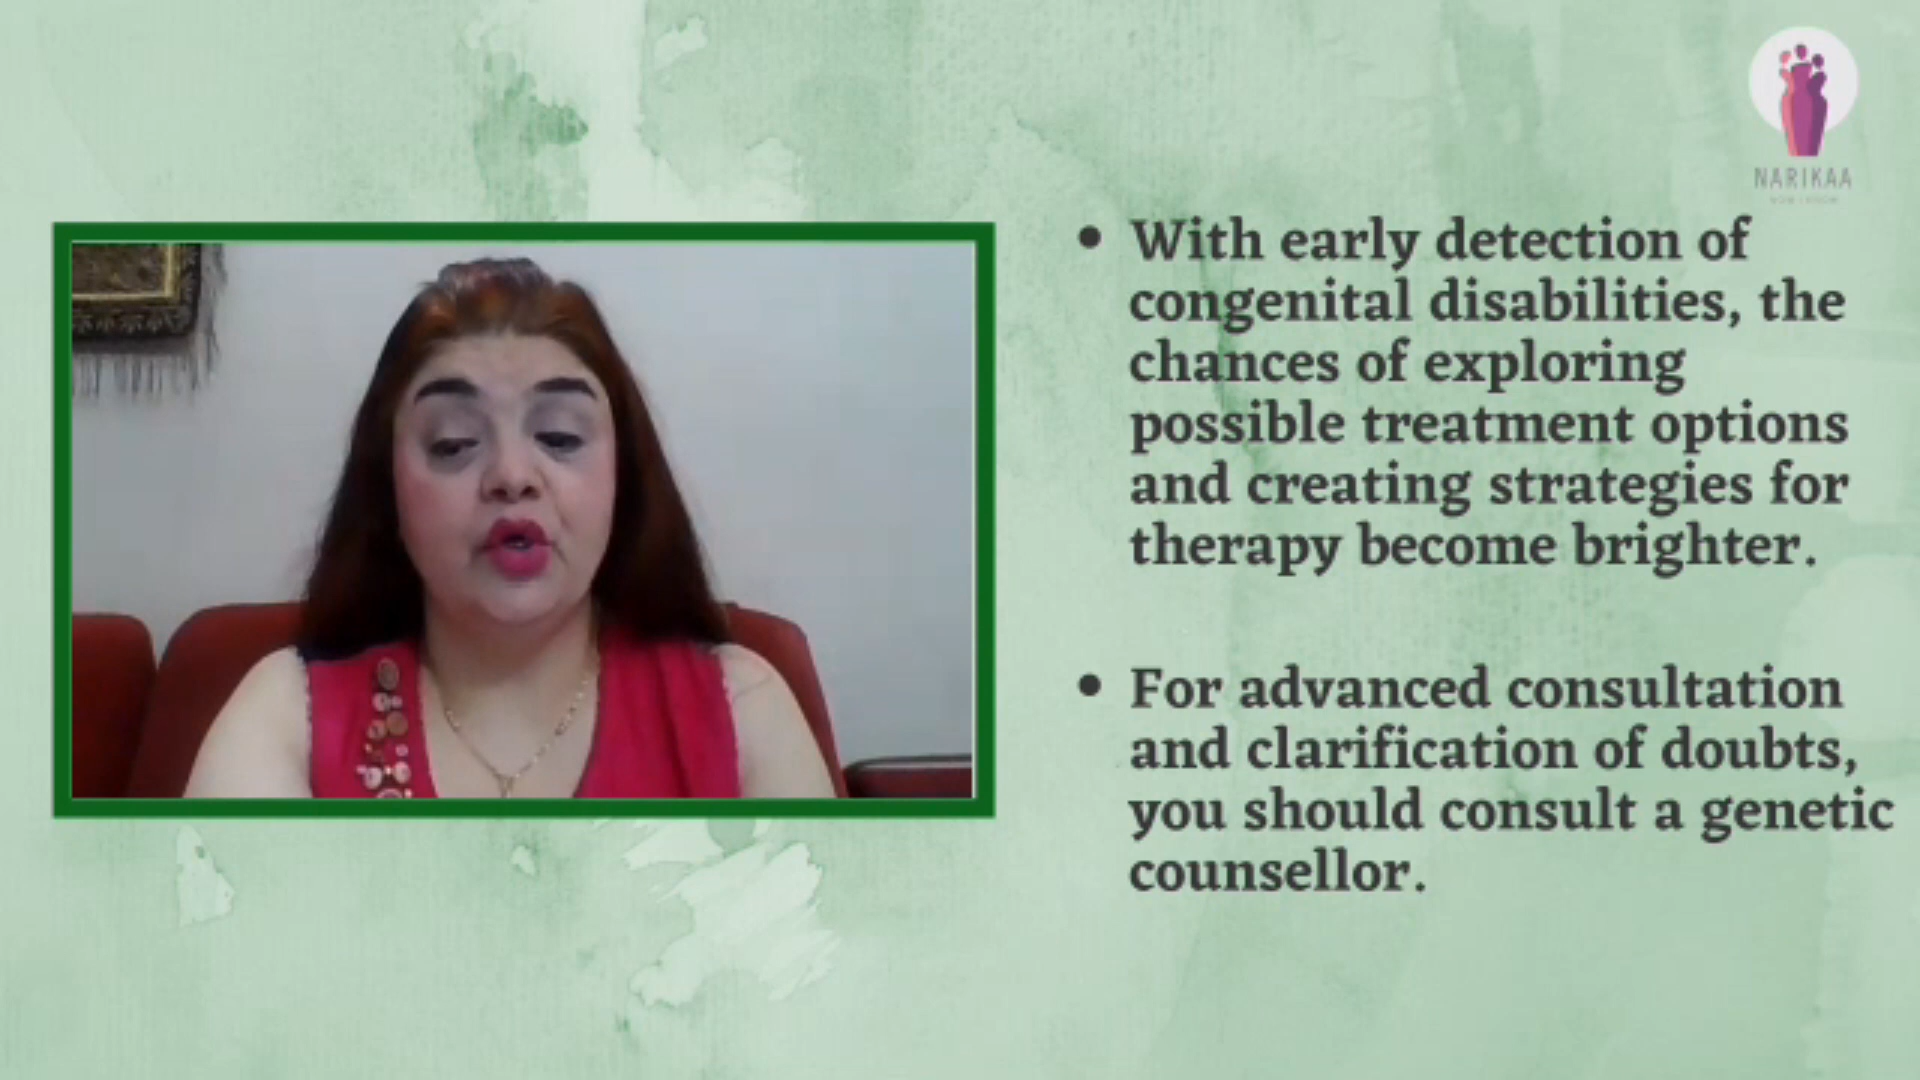 NARIKAA
• With early detection of
congenital disabilities, the
chances of exploring
possible treatment options
and creating strategies for
therapy become brighter.
• For advanced consultation
and clarification of doubts,
you should consult a genetic
counsellor.